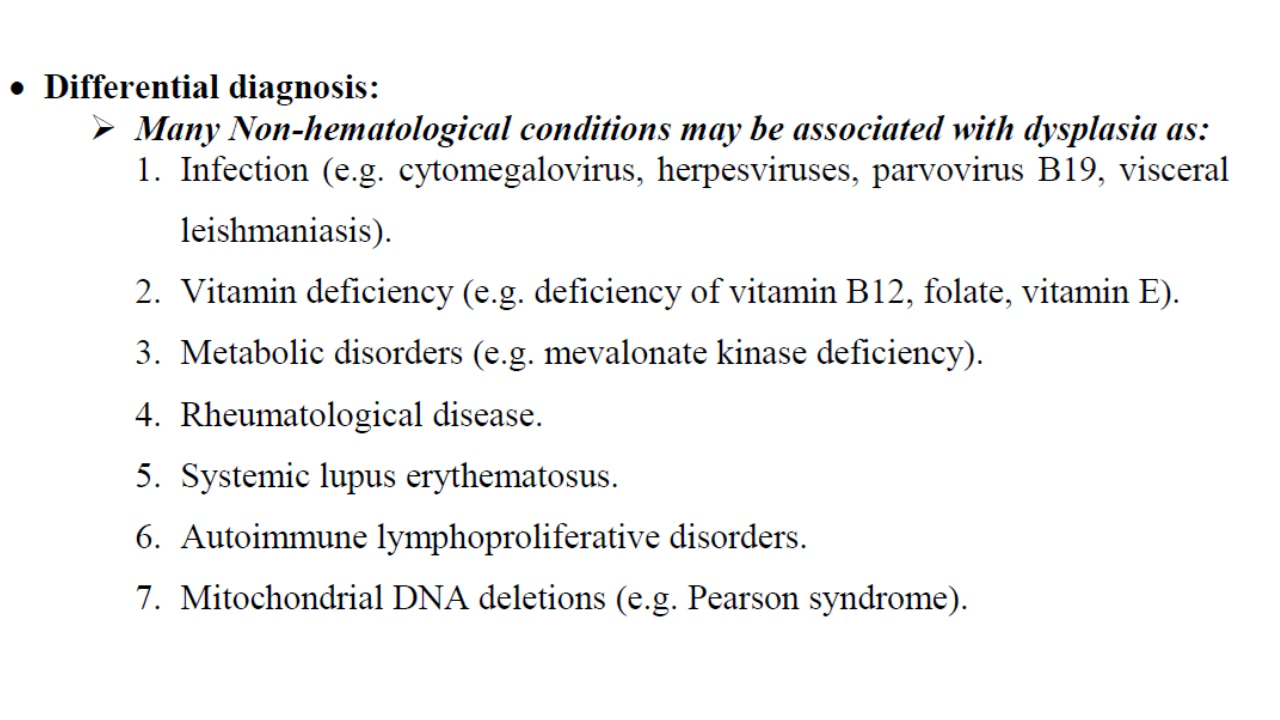 • Differential diagnosis:
➢ Many Non-hematological conditions may be associated with dysplasia as:
1. Infection (e.g. cytomegalovirus, herpesviruses, parvovirus B19, visceral
leishmaniasis).
2. Vitamin deficiency (e.g. deficiency of vitamin B12, folate, vitamin E).
3. Metabolic disorders (e.g. mevalonate kinase deficiency).
4. Rheumatological disease.
5. Systemic lupus erythematosus.
6. Autoimmune lymphoproliferative disorders.
7. Mitochondrial DNA deletions (e.g. Pearson syndrome).